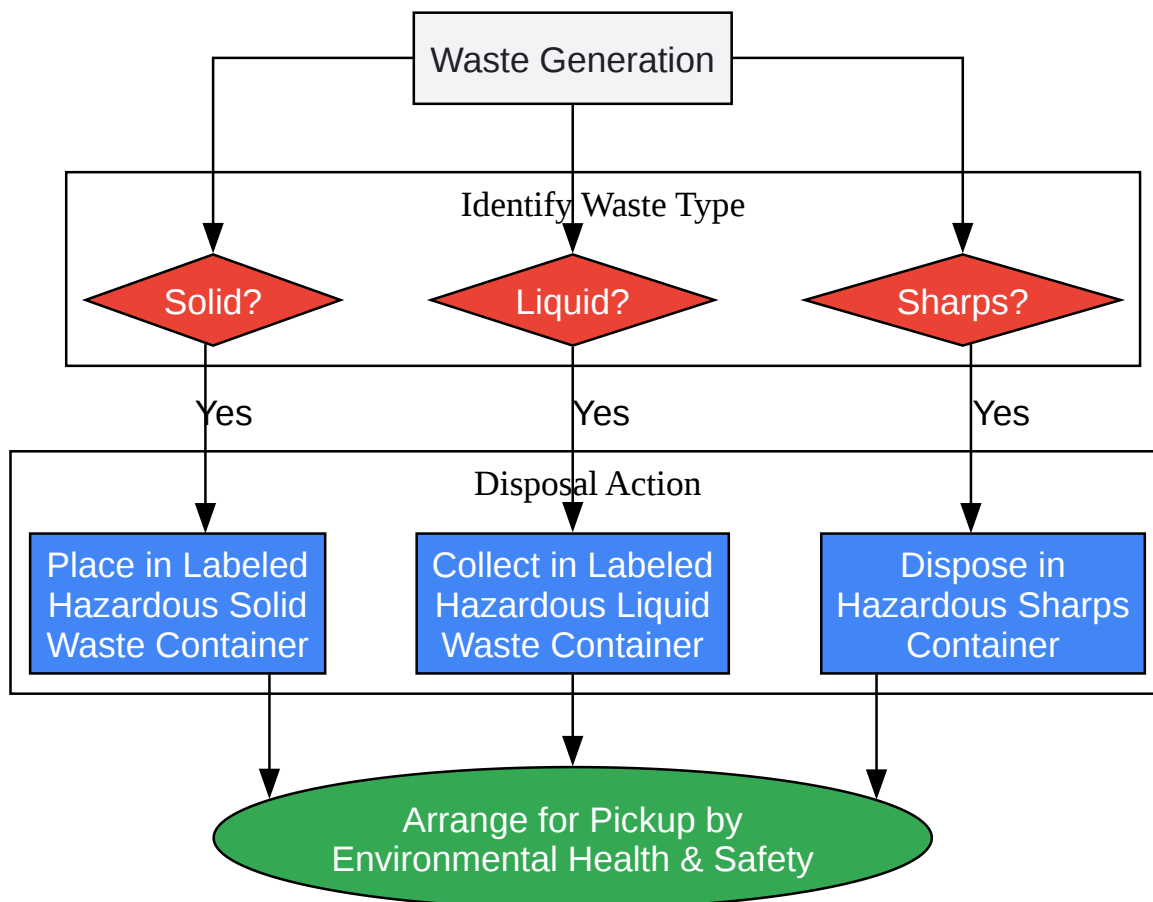 Waste Generation
Identify Waste Type
Solid?
Liquid?
Sharps?
Yes
Yes
Yes
Disposal Action
Place in Labeled
Hazardous Solid
Waste Container
Collect in Labeled
Hazardous Liquid
Waste Container
Dispose in
Hazardous Sharps
Container
Arrange for Pickup by
Environmental Health & Safety